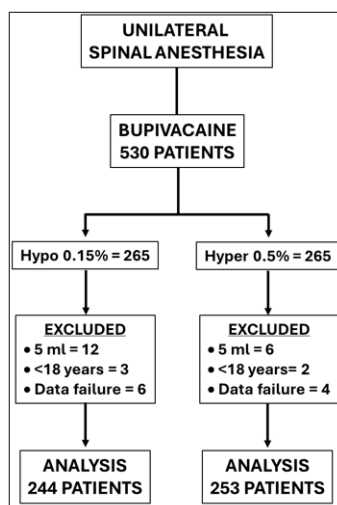 UNILATERAL
SPINAL ANESTHESIA
BUPIVACAINE
530 PATIENTS
Hypo 0.15% = 265
Hyper 0.5% = 265
EXCLUDED
• 5 ml = 12
• <18 years = 3
• Data failure = 6
EXCLUDED
• 5 ml = 6
• <18 years= 2
• Data failure = 4
ANALYSIS
244 PATIENTS
ANALYSIS
253 PATIENTS